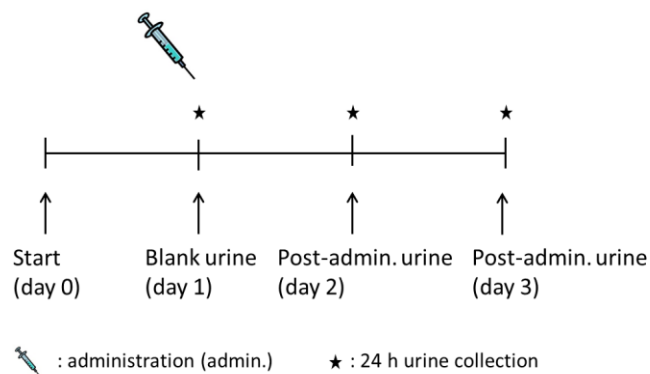 Start
(day 0)
Blank urine
(day 1)
Post-admin. urine
(day 2)
Post-admin. urine
(day 3)
: administration (admin.)
★ : 24 h urine collection